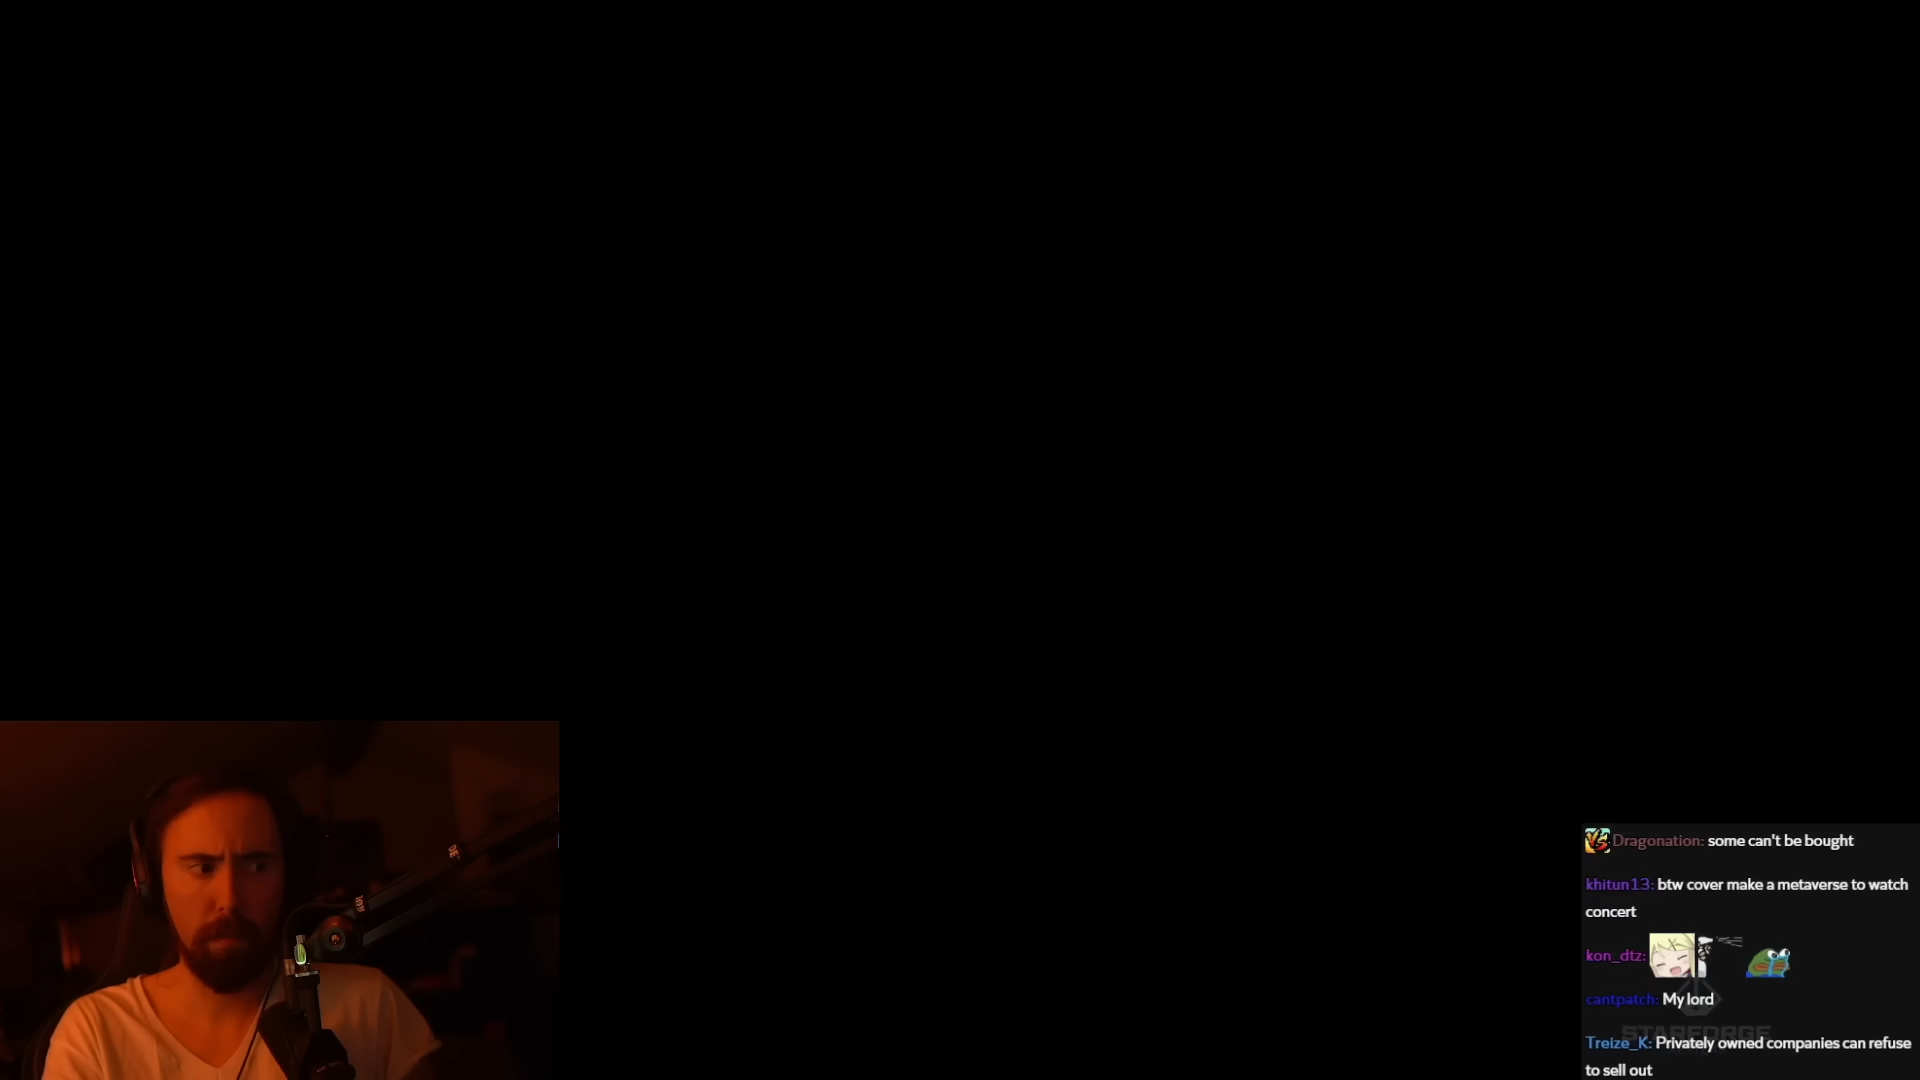 Dragonation: some can't be bought
khitun13: btw cover make a metaverse to watch
concert
kon_dtz:
cantpatch: My lord
STARFORGE
Treize_K: Privately owned companies can refuse
to sell out